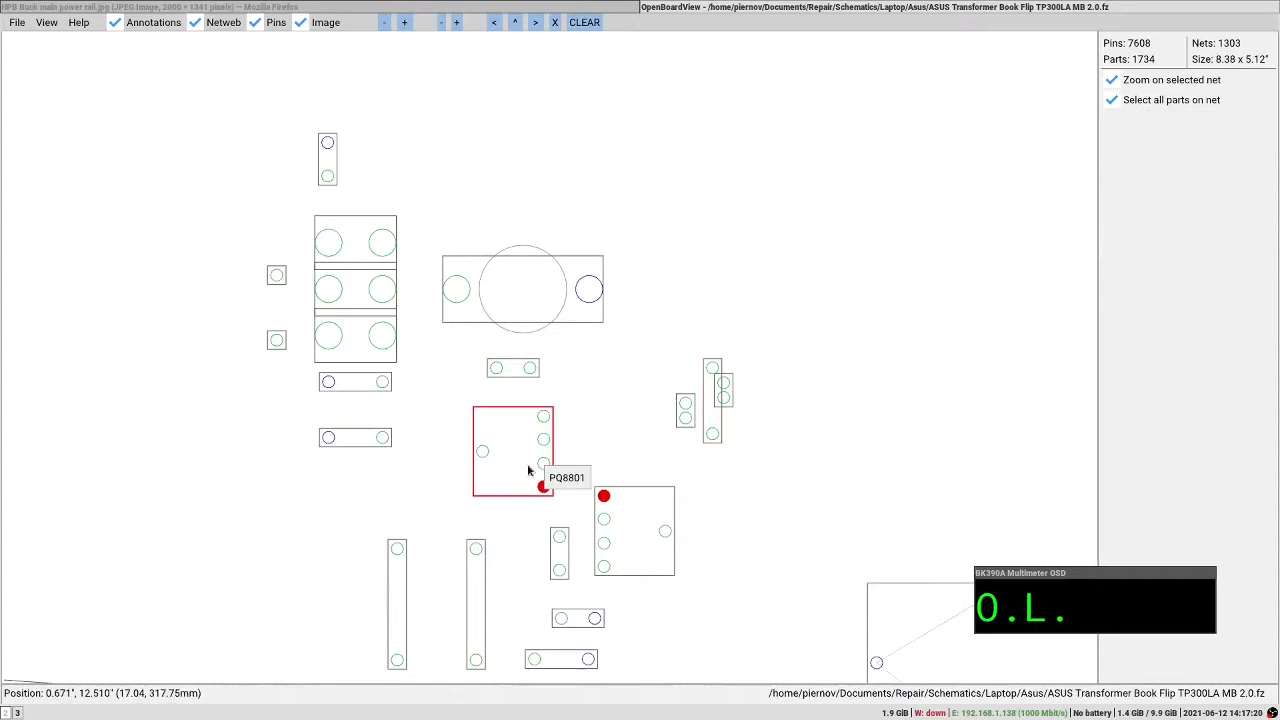 HPB Buck main power rail.jpg (JPEG Image, 2000 × 1341 pixels) — Mozilla Firefox
OpenBoardView - /home/piernov/Documents/Repair/Schematics/Laptop/Asus/ASUS Transformer Book Flip TP300LA MB 2.0.fz
File View Help Annotations Netweb Pins Image - + - + < ^ > X CLEAR
Pins: 7608 Nets: 1303
Parts: 1734 Size: 8.38 x 5.12"
Zoom on selected net
Select all parts on net
PQ8801
BK390A Multimeter OSD
O.L.
Position: 0.671", 12.510" (17.04, 317.75mm)
/home/piernov/Documents/Repair/Schematics/Laptop/Asus/ASUS Transformer Book Flip TP300LA MB 2.0.fz
2 3 1.9 GiB | W: down | E: 192.168.1.138 (1000 Mbit/s) | No battery | 1.4 GiB / 9.9 GiB | 2021-06-12 14:17:20